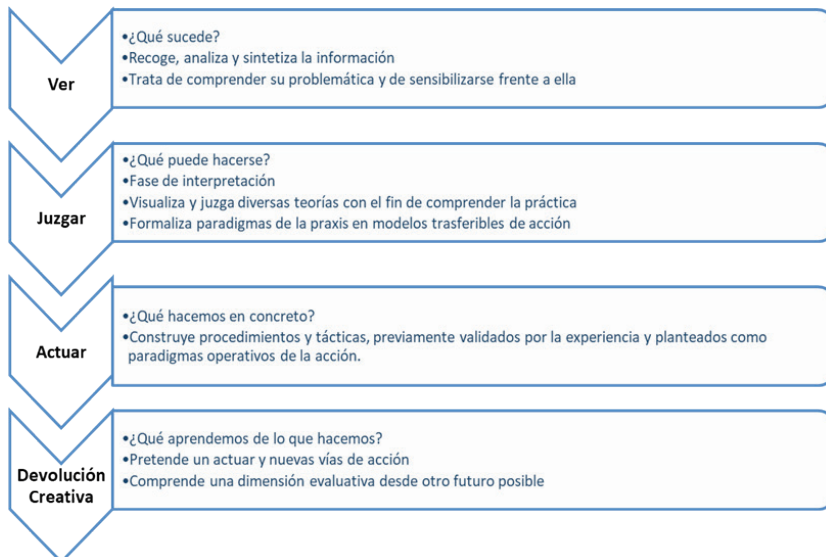 Ver
•¿Qué sucede?
•Recoge, analiza y sintetiza la información
•Trata de comprender su problemática y de sensibilizarse frente a ella
Juzgar
•¿Qué puede hacerse?
•Fase de interpretación
•Visualiza y juzga diversas teorías con el fin de comprender la práctica
•Formaliza paradigmas de la praxis en modelos trasferibles de acción
Actuar
•¿Qué hacemos en concreto?
•Construye procedimientos y tácticas, previamente validados por la experiencia y planteados como
paradigmas operativos de la acción.
Devolución
Creativa
•¿Qué aprendemos de lo que hacemos?
•Pretende un actuar y nuevas vías de acción
•Comprende una dimensión evaluativa desde otro futuro posible